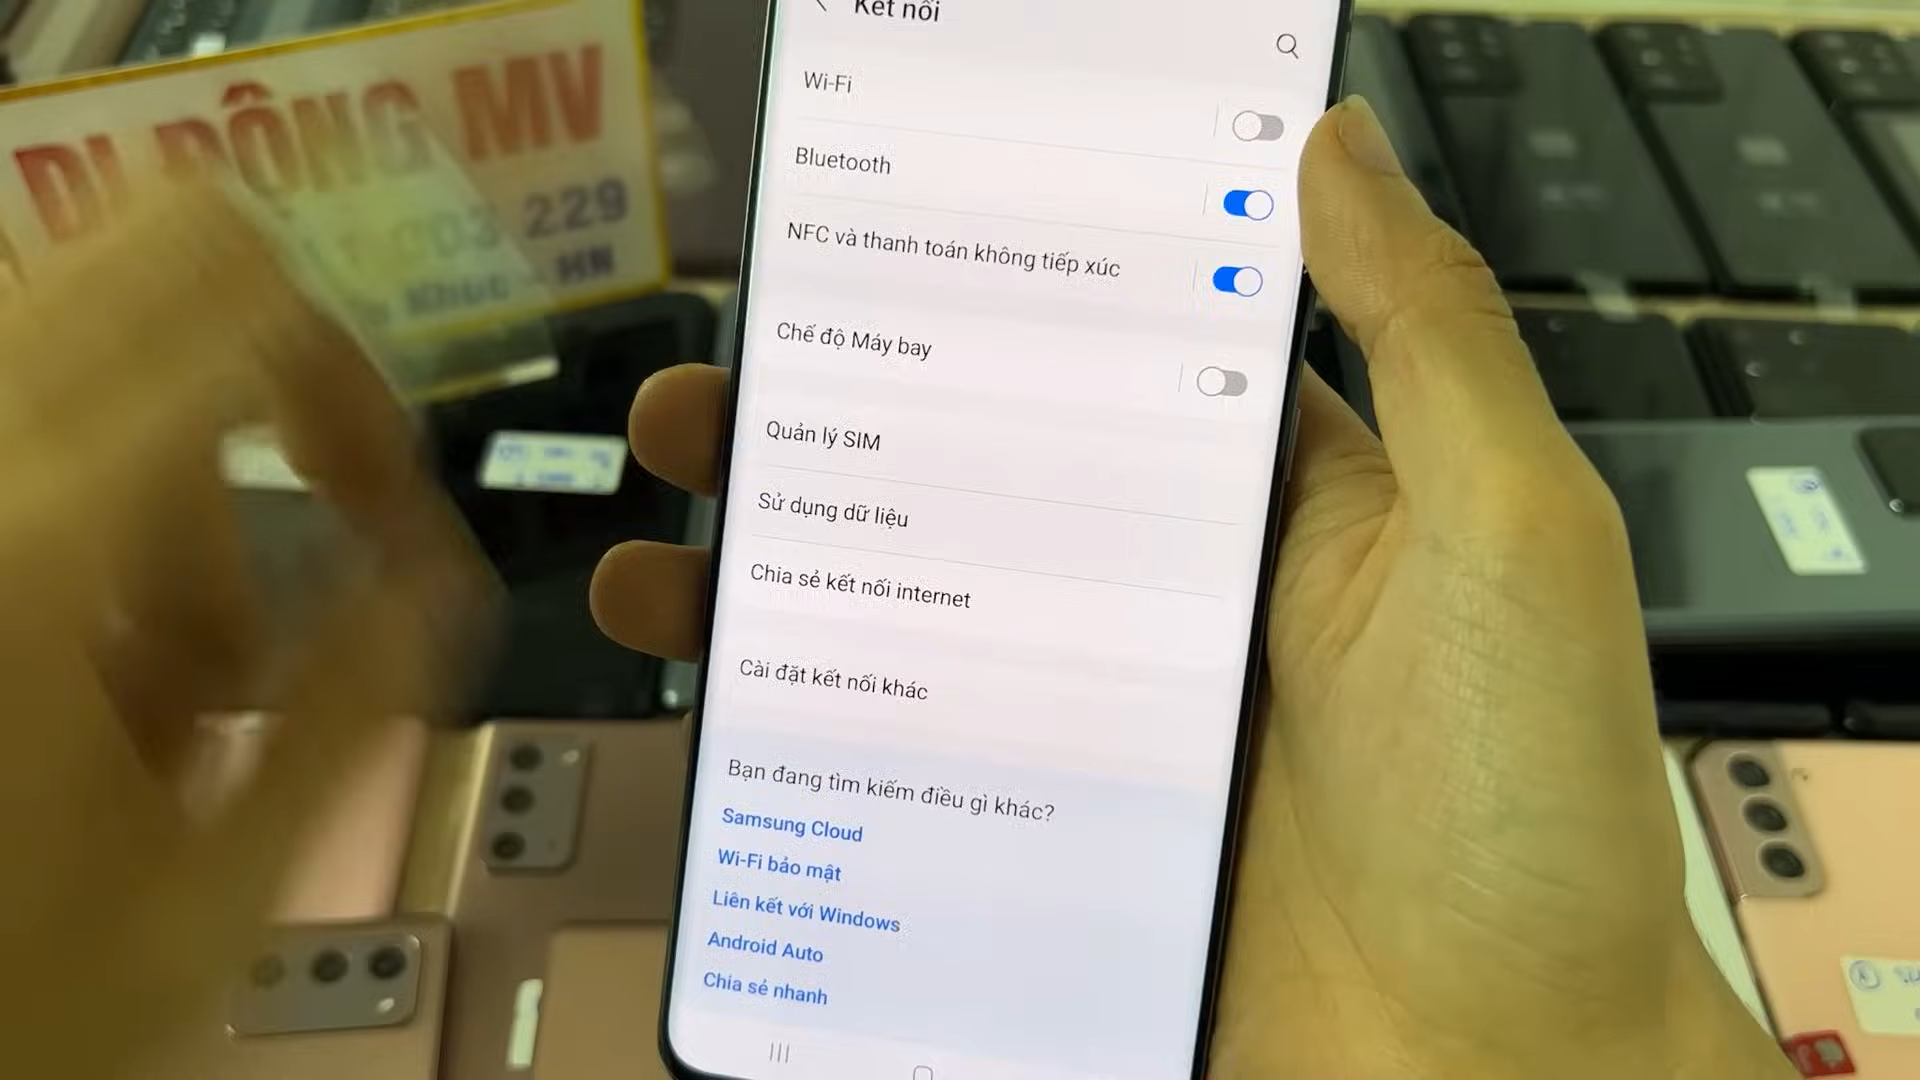 DI ĐỘNG MV
229
HN
Kết nối
Wi-Fi
Bluetooth
NFC và thanh toán không tiếp xúc
Chế độ Máy bay
Quản lý SIM
Sử dụng dữ liệu
Chia sẻ kết nối internet
Cài đặt kết nối khác
Bạn đang tìm kiếm điều gì khác?
Samsung Cloud
Wi-Fi bảo mật
Liên kết với Windows
Android Auto
Chia sẻ nhanh